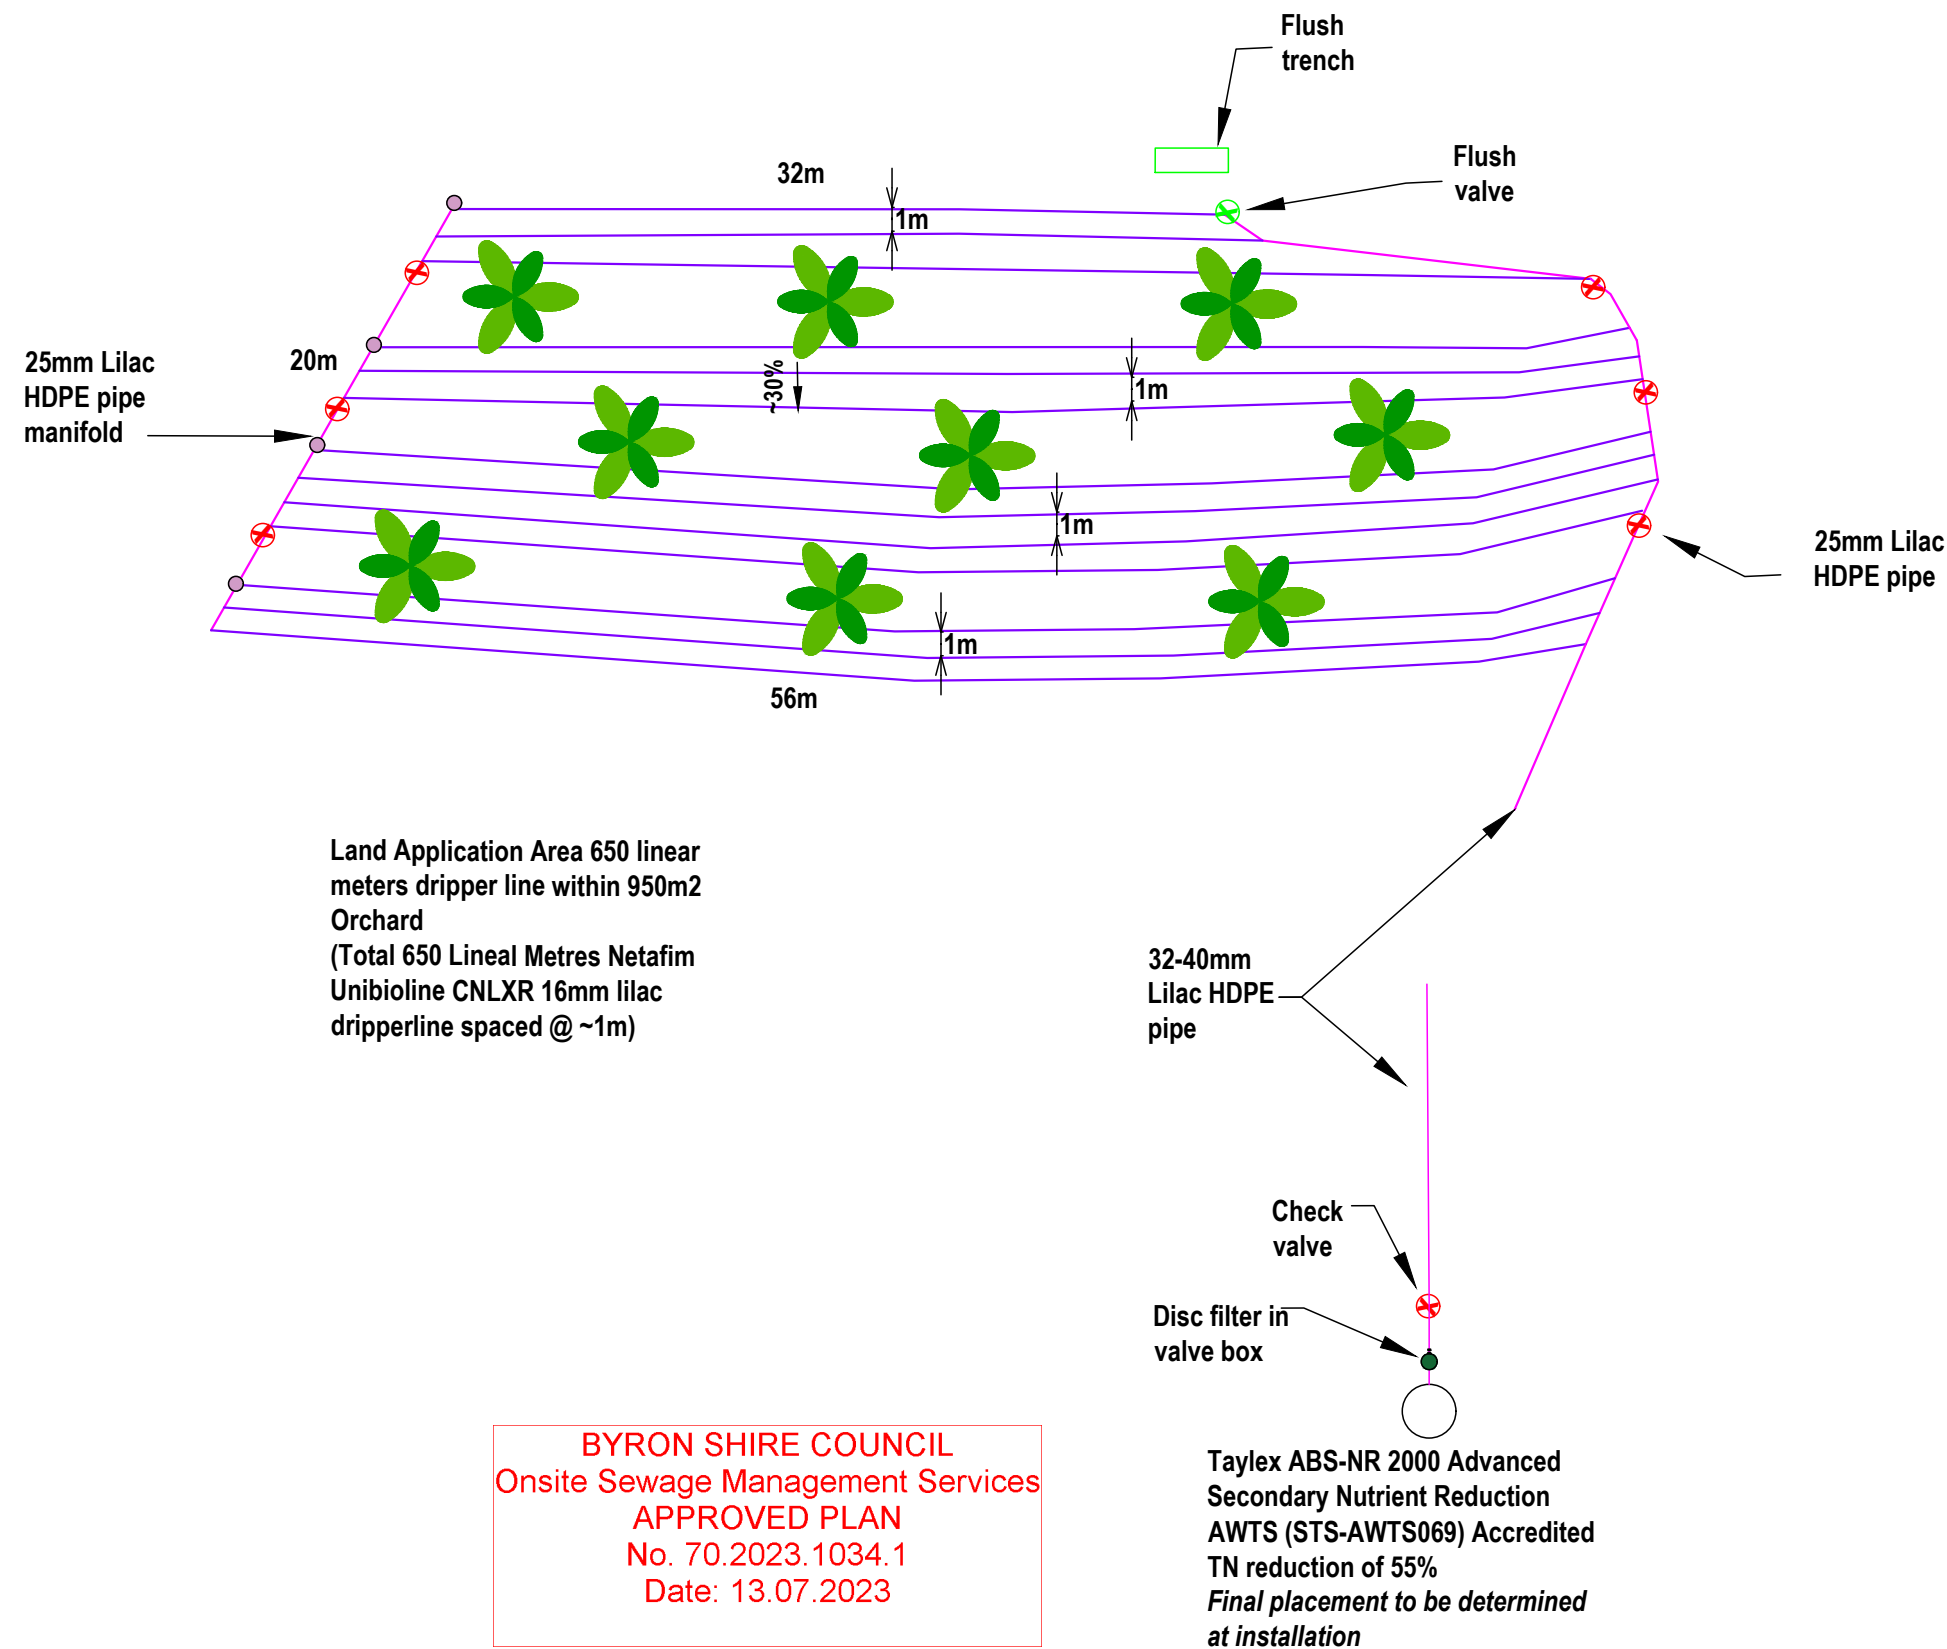 Flush
trench
Flush
valve
32m
1m
25mm Lilac
HDPE pipe
manifold
20m
~30%
1m
1m
25mm Lilac
HDPE pipe
1m
56m
Land Application Area 650 linear
meters dripper line within 950m2
Orchard
(Total 650 Lineal Metres Netafim
Unibioline CNLXR 16mm lilac
dripperline spaced @ ~1m)
32-40mm
Lilac HDPE
pipe
Check
valve
Disc filter in
valve box
BYRON SHIRE COUNCIL
Onsite Sewage Management Services
APPROVED PLAN
No. 70.2023.1034.1
Date: 13.07.2023
Taylex ABS-NR 2000 Advanced
Secondary Nutrient Reduction
AWTS (STS-AWTS069) Accredited
TN reduction of 55%
Final placement to be determined
at installation